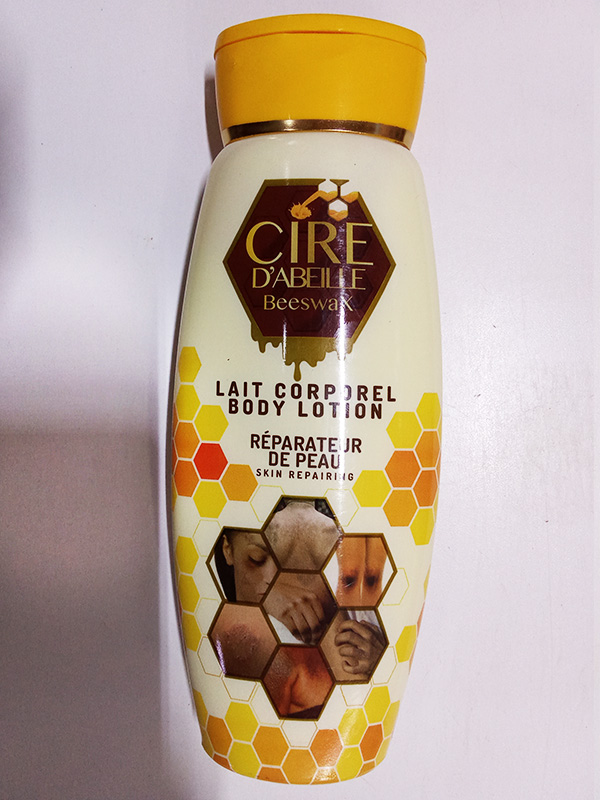 CIRE
D'ABEILLE
Beeswax
LAIT CORPOREL
BODY LOTION
RÉPARATEUR
DE PEAU
SKIN REPAIRING